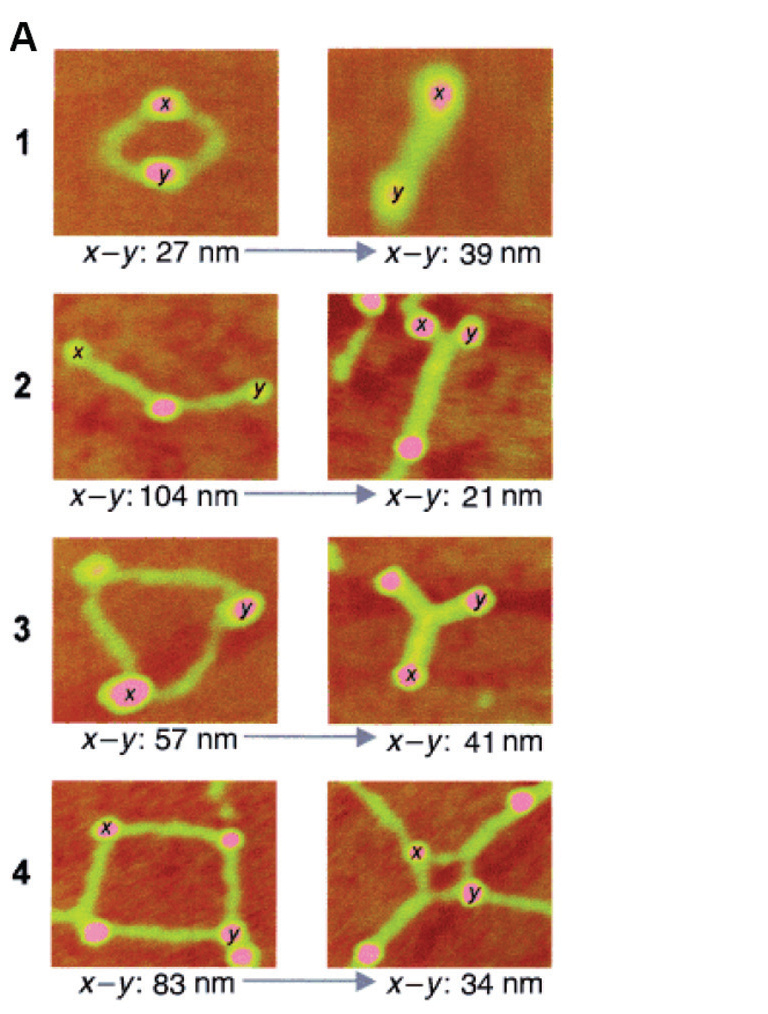 A
1
x
y
x
y
x–y: 27 nm
x–y: 39 nm
2
x
y
x
y
x–y: 104 nm
x–y: 21 nm
3
y
x
y
x
x–y: 57 nm
x–y: 41 nm
4
x
y
x
y
x–y: 83 nm
x–y: 34 nm